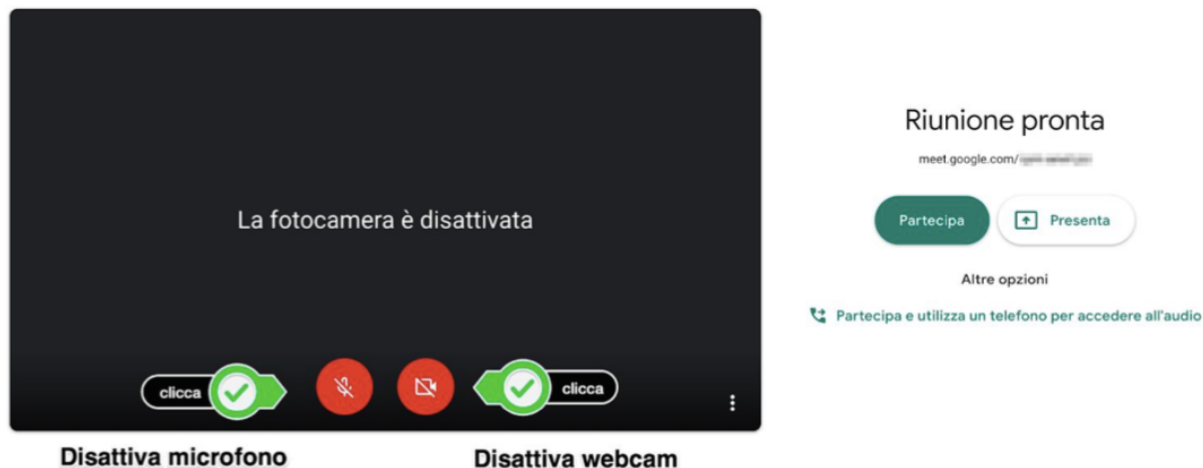 La fotocamera è disattivata
clicca
clicca
Disattiva microfono
Disattiva webcam
Riunione pronta
meet.google.com/
Partecipa
Presenta
Altre opzioni
Partecipa e utilizza un telefono per accedere all'audio